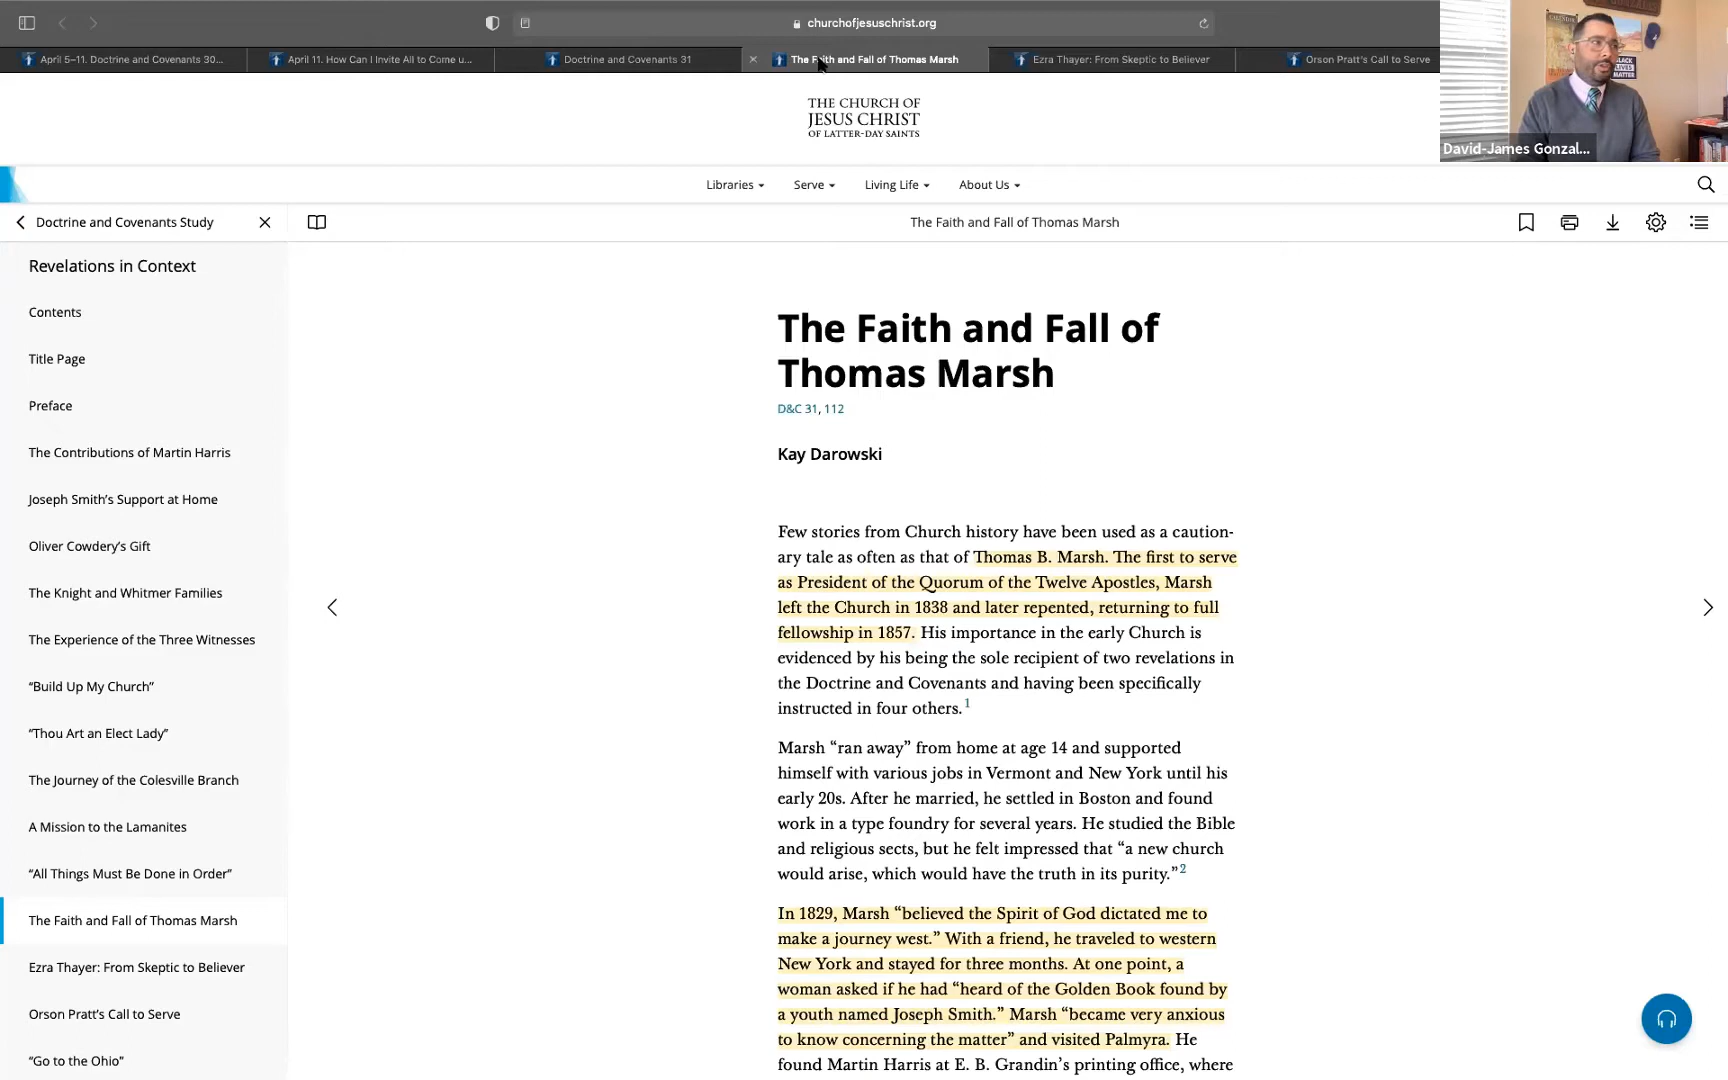 churchofjesuschrist.org
April 5–11. Doctrine and Covenants 30...
April 11. How Can I Invite All to Come u...
Doctrine and Covenants 31
The Faith and Fall of Thomas Marsh
Ezra Thayer: From Skeptic to Believer
Orson Pratt's Call to Serve
BLACK
LIVES
MATTER
David-James Gonzal...
THE CHURCH OF
JESUS CHRIST
OF LATTER-DAY SAINTS
Libraries
Serve
Living Life
About Us
Doctrine and Covenants Study
The Faith and Fall of Thomas Marsh
Revelations in Context
Contents
Title Page
Preface
The Contributions of Martin Harris
Joseph Smith’s Support at Home
Oliver Cowdery’s Gift
The Knight and Whitmer Families
The Experience of the Three Witnesses
“Build Up My Church”
“Thou Art an Elect Lady”
The Journey of the Colesville Branch
A Mission to the Lamanites
“All Things Must Be Done in Order”
The Faith and Fall of Thomas Marsh
Ezra Thayer: From Skeptic to Believer
Orson Pratt’s Call to Serve
“Go to the Ohio”
The Faith and Fall of
Thomas Marsh
D&C 31, 112
Kay Darowski
Few stories from Church history have been used as a caution-
ary tale as often as that of Thomas B. Marsh. The first to serve
as President of the Quorum of the Twelve Apostles, Marsh
left the Church in 1838 and later repented, returning to full
fellowship in 1857. His importance in the early Church is
evidenced by his being the sole recipient of two revelations in
the Doctrine and Covenants and having been specifically
instructed in four others.1
Marsh “ran away” from home at age 14 and supported
himself with various jobs in Vermont and New York until his
early 20s. After he married, he settled in Boston and found
work in a type foundry for several years. He studied the Bible
and religious sects, but he felt impressed that “a new church
would arise, which would have the truth in its purity.”2
In 1829, Marsh “believed the Spirit of God dictated me to
make a journey west.” With a friend, he traveled to western
New York and stayed for three months. At one point, a
woman asked if he had “heard of the Golden Book found by
a youth named Joseph Smith.” Marsh “became very anxious
to know concerning the matter” and visited Palmyra. He
found Martin Harris at E. B. Grandin’s printing office, where